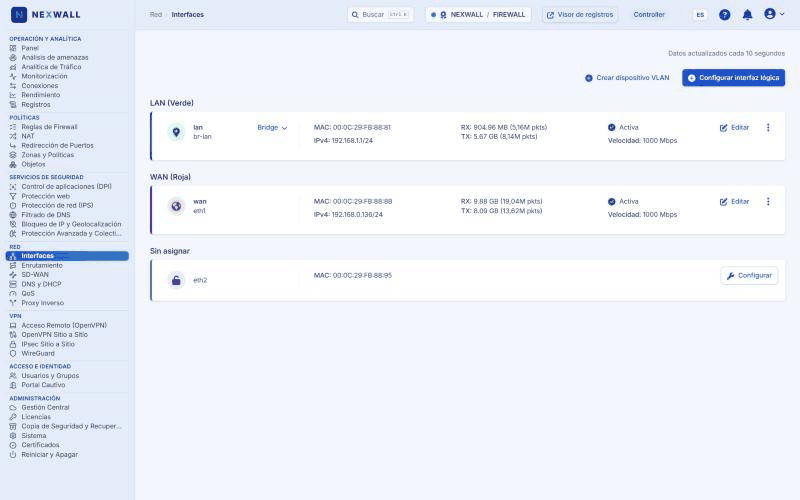 NEXWALL
Red
Interfaces
Buscar
Ctrl K
NEXWALL / FIREWALL
Visor de registros
Controller
ES
OPERACIÓN Y ANALÍTICA
Panel
Análisis de amenazas
Analítica de Tráfico
Monitorización
Conexiones
Rendimiento
Registros
POLÍTICAS
Reglas de Firewall
NAT
Redirección de Puertos
Zonas y Políticas
Objetos
SERVICIOS DE SEGURIDAD
Control de aplicaciones (DPI)
Protección web
Protección de red (IPS)
Filtrado de DNS
Bloqueo de IP y Geolocalización
Protección Avanzada y Colecti...
RED
Interfaces
Enrutamiento
SD-WAN
DNS y DHCP
QoS
Proxy Inverso
VPN
Acceso Remoto (OpenVPN)
OpenVPN Sitio a Sitio
IPsec Sitio a Sitio
WireGuard
ACCESO E IDENTIDAD
Usuarios y Grupos
Portal Cautivo
ADMINISTRACIÓN
Gestión Central
Licencias
Copia de Seguridad y Recuper...
Sistema
Certificados
Reiniciar y Apagar
Datos actualizados cada 10 segundos
Crear dispositivo VLAN
Configurar interfaz lógica
LAN (Verde)
lan
br-lan
Bridge
MAC: 00:0C:29:FB:88:81
IPv4: 192.168.1.1/24
RX: 904.96 MB (5,16M pkts)
TX: 5.67 GB (8,14M pkts)
Activa
Velocidad: 1000 Mbps
Editar
WAN (Roja)
wan
eth1
MAC: 00:0C:29:FB:88:8B
IPv4: 192.168.0.136/24
RX: 9.88 GB (19,04M pkts)
TX: 8.09 GB (13,62M pkts)
Activa
Velocidad: 1000 Mbps
Editar
Sin asignar
eth2
MAC: 00:0C:29:FB:88:95
Configurar